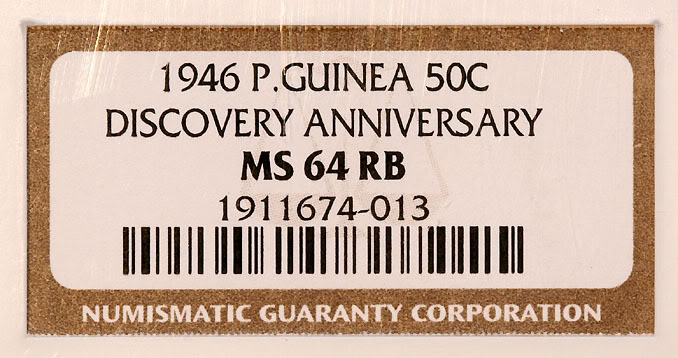 1946 P.GUINEA 50C
DISCOVERY ANNIVERSARY
MS 64 RB
1911674-013
NUMISMATIC GUARANTY CORPORATION